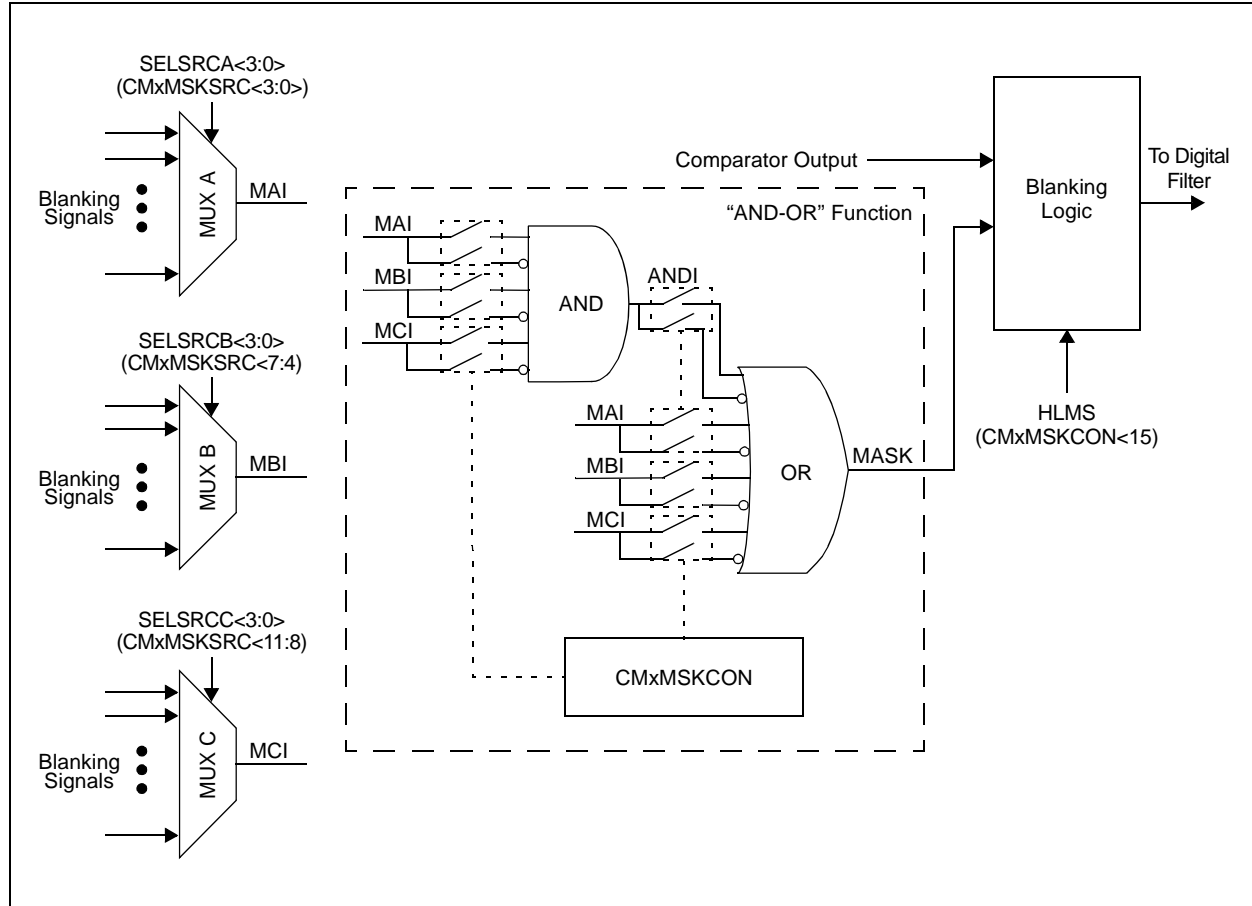 SELSRCA<3:0>
(CMxMSKSRC<3:0>)
MUX A
MAI
Blanking
Signals
SELSRCB<3:0>
(CMxMSKSRC<7:4)
MUX B
MBI
Blanking
Signals
SELSRCC<3:0>
(CMxMSKSRC<11:8)
MUX C
MCI
Blanking
Signals
Comparator Output
"AND-OR" Function
MAI
MBI
MCI
AND
ANDI
MAI
MBI
MCI
OR
MASK
CMxMSKCON
Blanking
Logic
To Digital
Filter
HLMS
(CMxMSKCON<15)